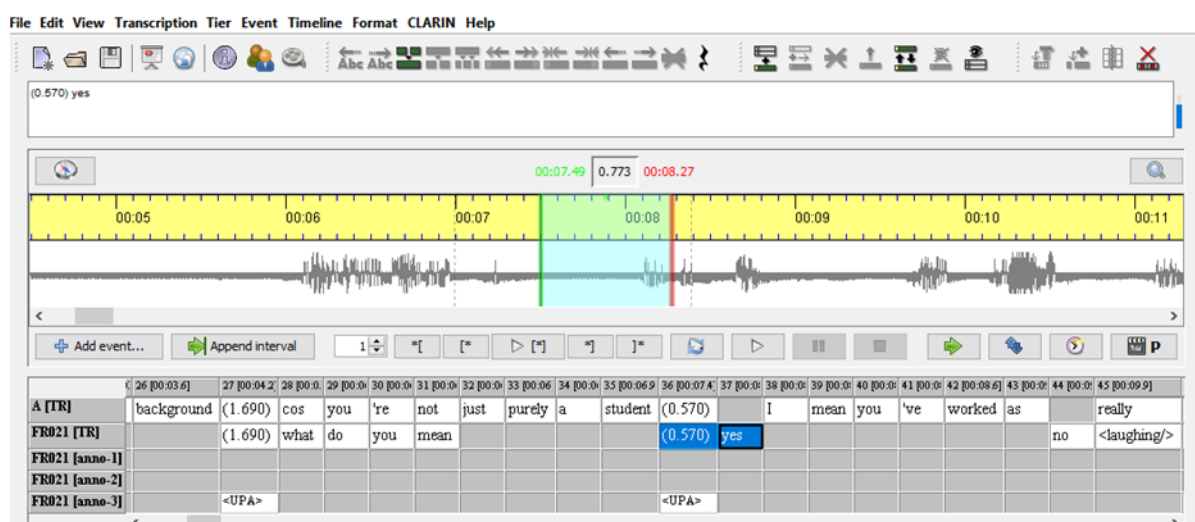 File Edit View Transcription Tier Event Timeline Format CLARIN Help
Abc Abc
(0.570) yes
00:07.49 0.773 00:08.27
00:05 00:06 00:07 00:08 00:09 00:10 00:11
Add event... Append interval 1 *[ [* [*] *] ]* P
26 [00:03.6] 27 [00:04.2] 28 [00:0. 29 [00:0 30 [00:0 31 [00:0 32 [00:0 33 [00:06 34 [00:0 35 [00:06.9 36 [00:07.4] 37 [00:0 38 [00:0 39 [00:0 40 [00:0 41 [00:0 42 [00:08.6] 43 [00:0 44 [00:0 45 [00:09.9]
A [TR] background (1.690) cos you 're not just purely a student (0.570) I mean you 've worked as really
FR021 [TR] (1.690) what do you mean (0.570) yes no <laughing/>
FR021 [anno-1]
FR021 [anno-2]
FR021 [anno-3] <UPA> <UPA>